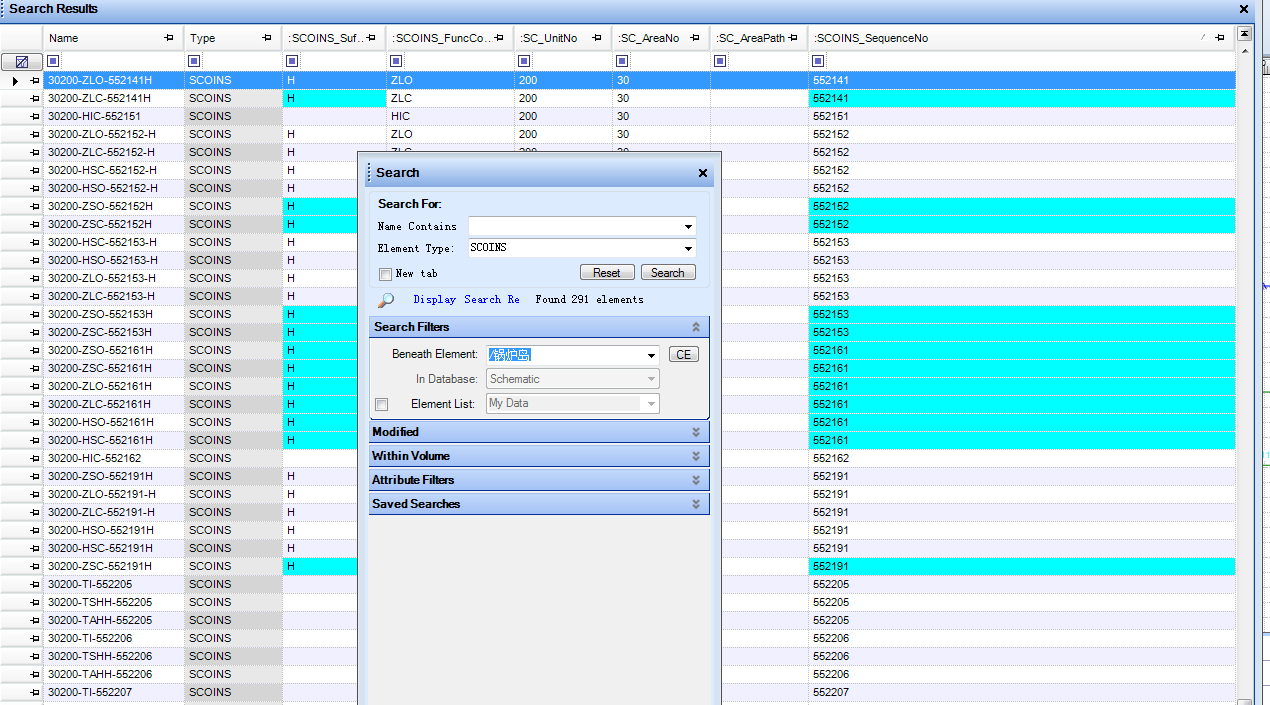 Search Results
Name Type :SCOINS_Suf.. :SCOINS_FuncCo.. :SC_UnitNo :SC_AreaNo :SC_AreaPath :SCOINS_SequenceNo
30200-ZLO-552141H SCOINS H ZLO 200 30 552141
30200-ZLC-552141H SCOINS H ZLC 200 30 552141
30200-HIC-552151 SCOINS HIC 200 30 552151
30200-ZLO-552152-H SCOINS H ZLO 200 30 552152
30200-ZLC-552152-H SCOINS H ZLC 200 30 552152
30200-HSC-552152-H SCOINS H 552152
30200-HSO-552152-H SCOINS H 552152
30200-ZSO-552152H SCOINS H 552152
30200-ZSC-552152H SCOINS H 552152
30200-HSC-552153-H SCOINS H 552153
30200-HSO-552153-H SCOINS H 552153
30200-ZLO-552153-H SCOINS H 552153
30200-ZLC-552153-H SCOINS H 552153
30200-ZSO-552153H SCOINS H 552153
30200-ZSC-552153H SCOINS H 552153
30200-ZSO-552161H SCOINS H 552161
30200-ZSC-552161H SCOINS H 552161
30200-ZLO-552161H SCOINS H 552161
30200-ZLC-552161H SCOINS H 552161
30200-HSO-552161H SCOINS H 552161
30200-HSC-552161H SCOINS H 552161
30200-HIC-552162 SCOINS 552162
30200-ZSO-552191H SCOINS H 552191
30200-ZLO-552191-H SCOINS H 552191
30200-ZLC-552191-H SCOINS H 552191
30200-HSO-552191H SCOINS H 552191
30200-HSC-552191H SCOINS H 552191
30200-ZSC-552191H SCOINS H 552191
30200-TI-552205 SCOINS 552205
30200-TSHH-552205 SCOINS 552205
30200-TAHH-552205 SCOINS 552205
30200-TI-552206 SCOINS 552206
30200-TSHH-552206 SCOINS 552206
30200-TAHH-552206 SCOINS 552206
30200-TI-552207 SCOINS 552207
Search
Search For:
Name Contains
Element Type: SCOINS
New tab Reset Search
Display Search Re Found 291 elements
Search Filters
Beneath Element: /锅炉岛 CE
In Database: Schematic
Element List: My Data
Modified
Within Volume
Attribute Filters
Saved Searches